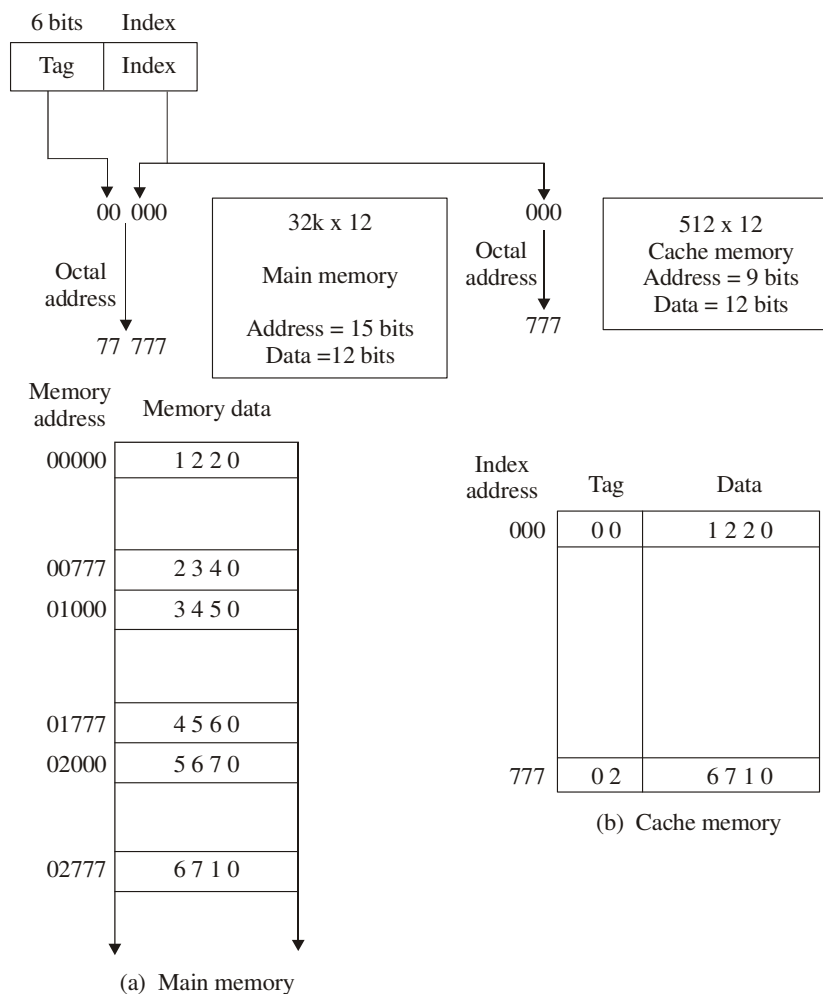 6 bits Index
Tag Index
00 000
Octal
address
77 777
32k x 12
Main memory
Address = 15 bits
Data =12 bits
000
Octal
address
777
512 x 12
Cache memory
Address = 9 bits
Data = 12 bits
Memory
address
Memory data
00000 1 2 2 0
00777 2 3 4 0
01000 3 4 5 0
01777 4 5 6 0
02000 5 6 7 0
02777 6 7 1 0
(a) Main memory
Index
address
Tag Data
000 0 0 1 2 2 0
777 0 2 6 7 1 0
(b) Cache memory